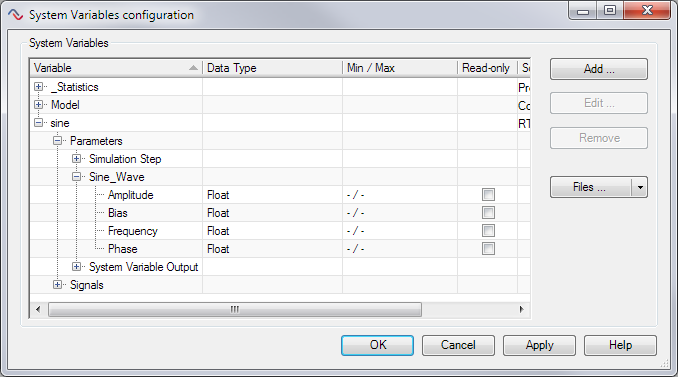 System Variables configuration
System Variables
Variable Data Type Min / Max Read-only
_Statistics
Model
sine RT
Parameters
Simulation Step
Sine_Wave
Amplitude Float - / -
Bias Float - / -
Frequency Float - / -
Phase Float - / -
System Variable Output
Signals
Add ...
Edit ...
Remove
Files ...
OK Cancel Apply Help